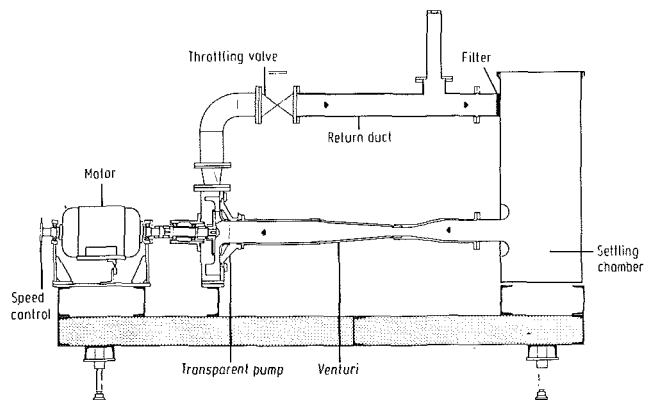 Throttling valve
Filter
Return duct
Motor
Settling
chamber
Speed
control
Transparent pump
Venturi